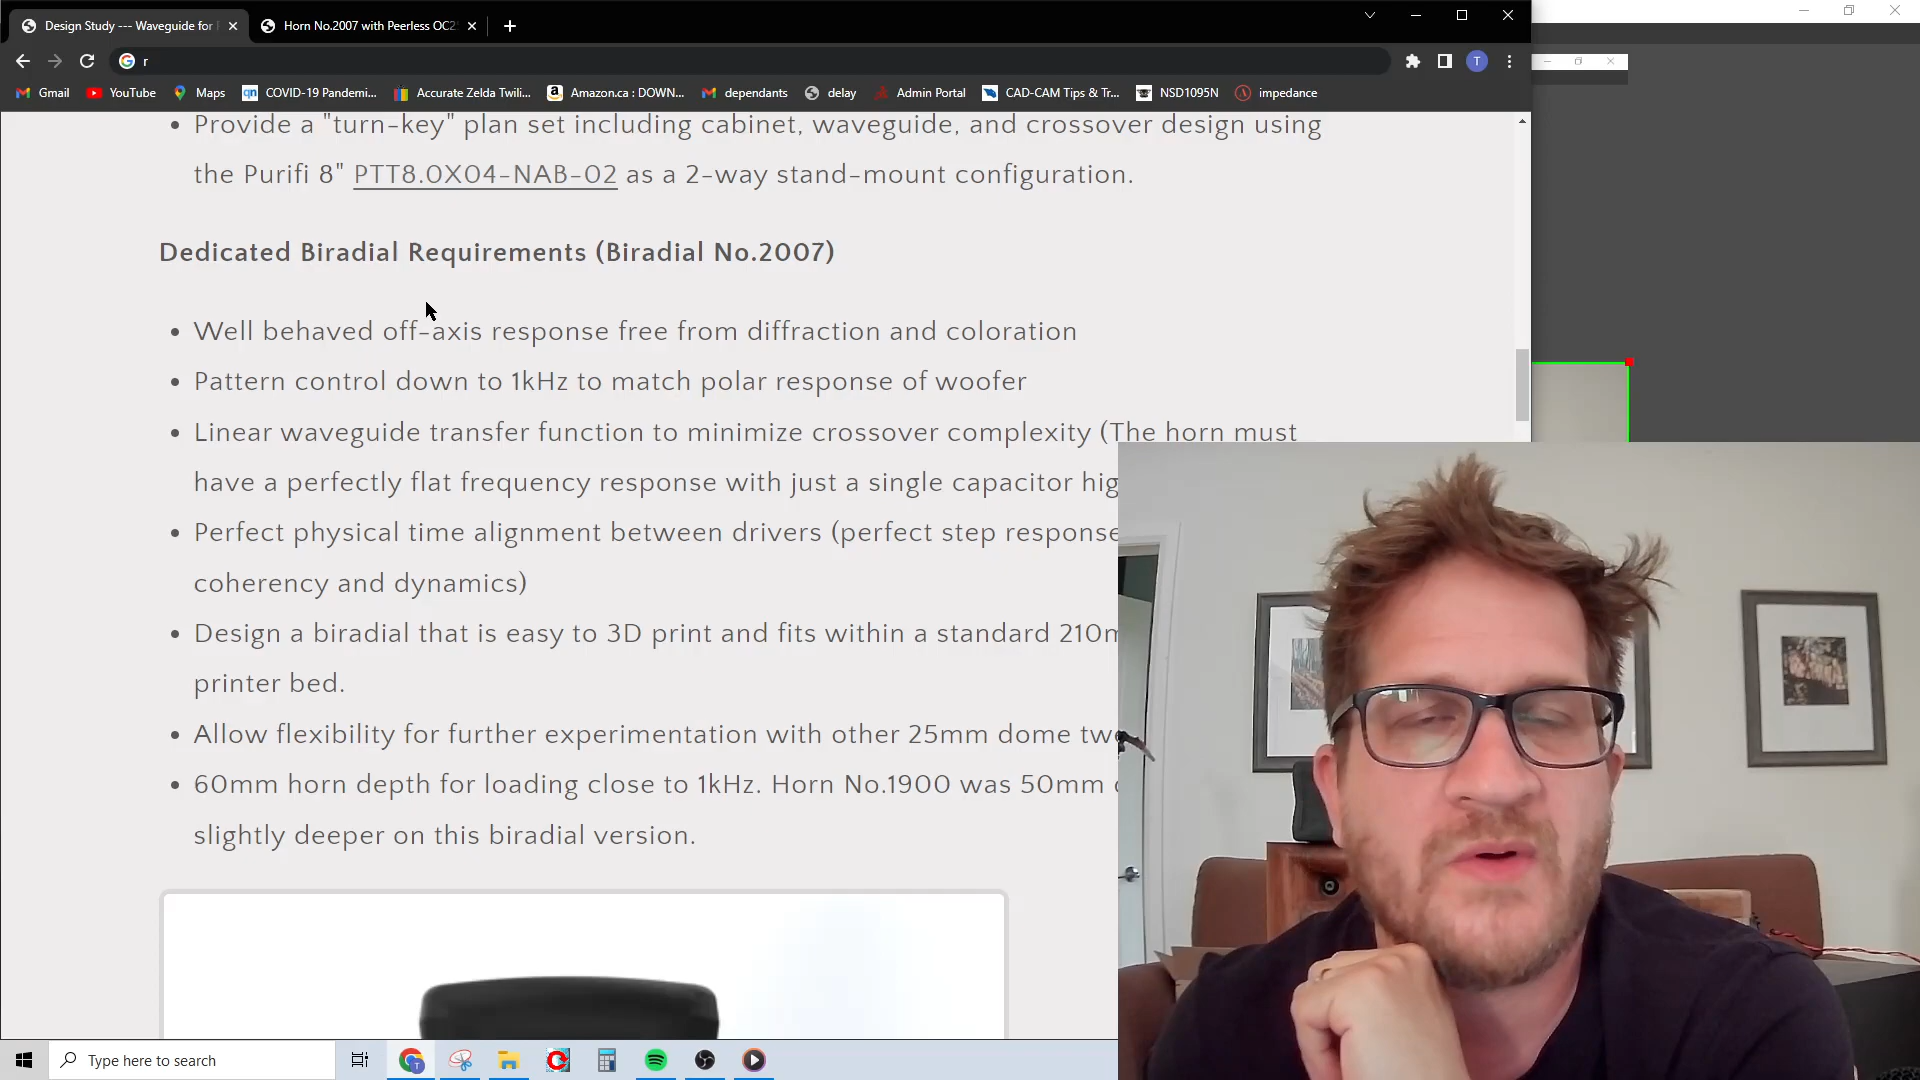 Design Study --- Waveguide for
Horn No.2007 with Peerless OC2
r
T
Gmail
YouTube
Maps
COVID-19 Pandemi...
Accurate Zelda Twili...
Amazon.ca : DOWN...
dependants
delay
Admin Portal
CAD-CAM Tips & Tr...
NSD1095N
impedance
Provide a "turn-key" plan set including cabinet, waveguide, and crossover design using
the Purifi 8" PTT8.0X04-NAB-02 as a 2-way stand-mount configuration.
Dedicated Biradial Requirements (Biradial No.2007)
Well behaved off-axis response free from diffraction and coloration
Pattern control down to 1kHz to match polar response of woofer
Linear waveguide transfer function to minimize crossover complexity (The horn must
have a perfectly flat frequency response with just a single capacitor hig
Perfect physical time alignment between drivers (perfect step response
coherency and dynamics)
Design a biradial that is easy to 3D print and fits within a standard 210m
printer bed.
Allow flexibility for further experimentation with other 25mm dome twe
60mm horn depth for loading close to 1kHz. Horn No.1900 was 50mm
slightly deeper on this biradial version.
Type here to search